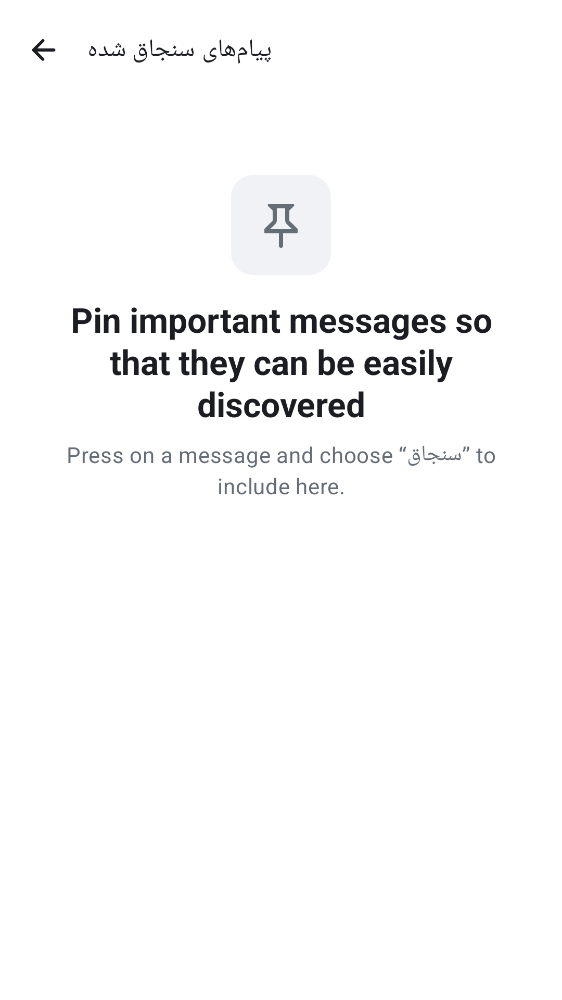 پیام‌های سنجاق شده
Pin important messages so
that they can be easily
discovered
Press on a message and choose “سنجاق” to
include here.